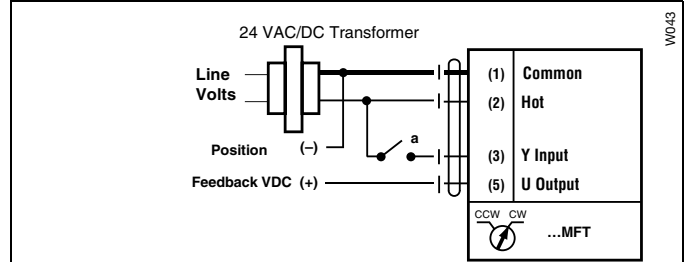 24 VAC/DC Transformer
W043
Line
Volts
(1) Common
(2) Hot
a
Position (–)
(3) Y Input
Feedback VDC (+)
(5) U Output
CCW CW
...MFT